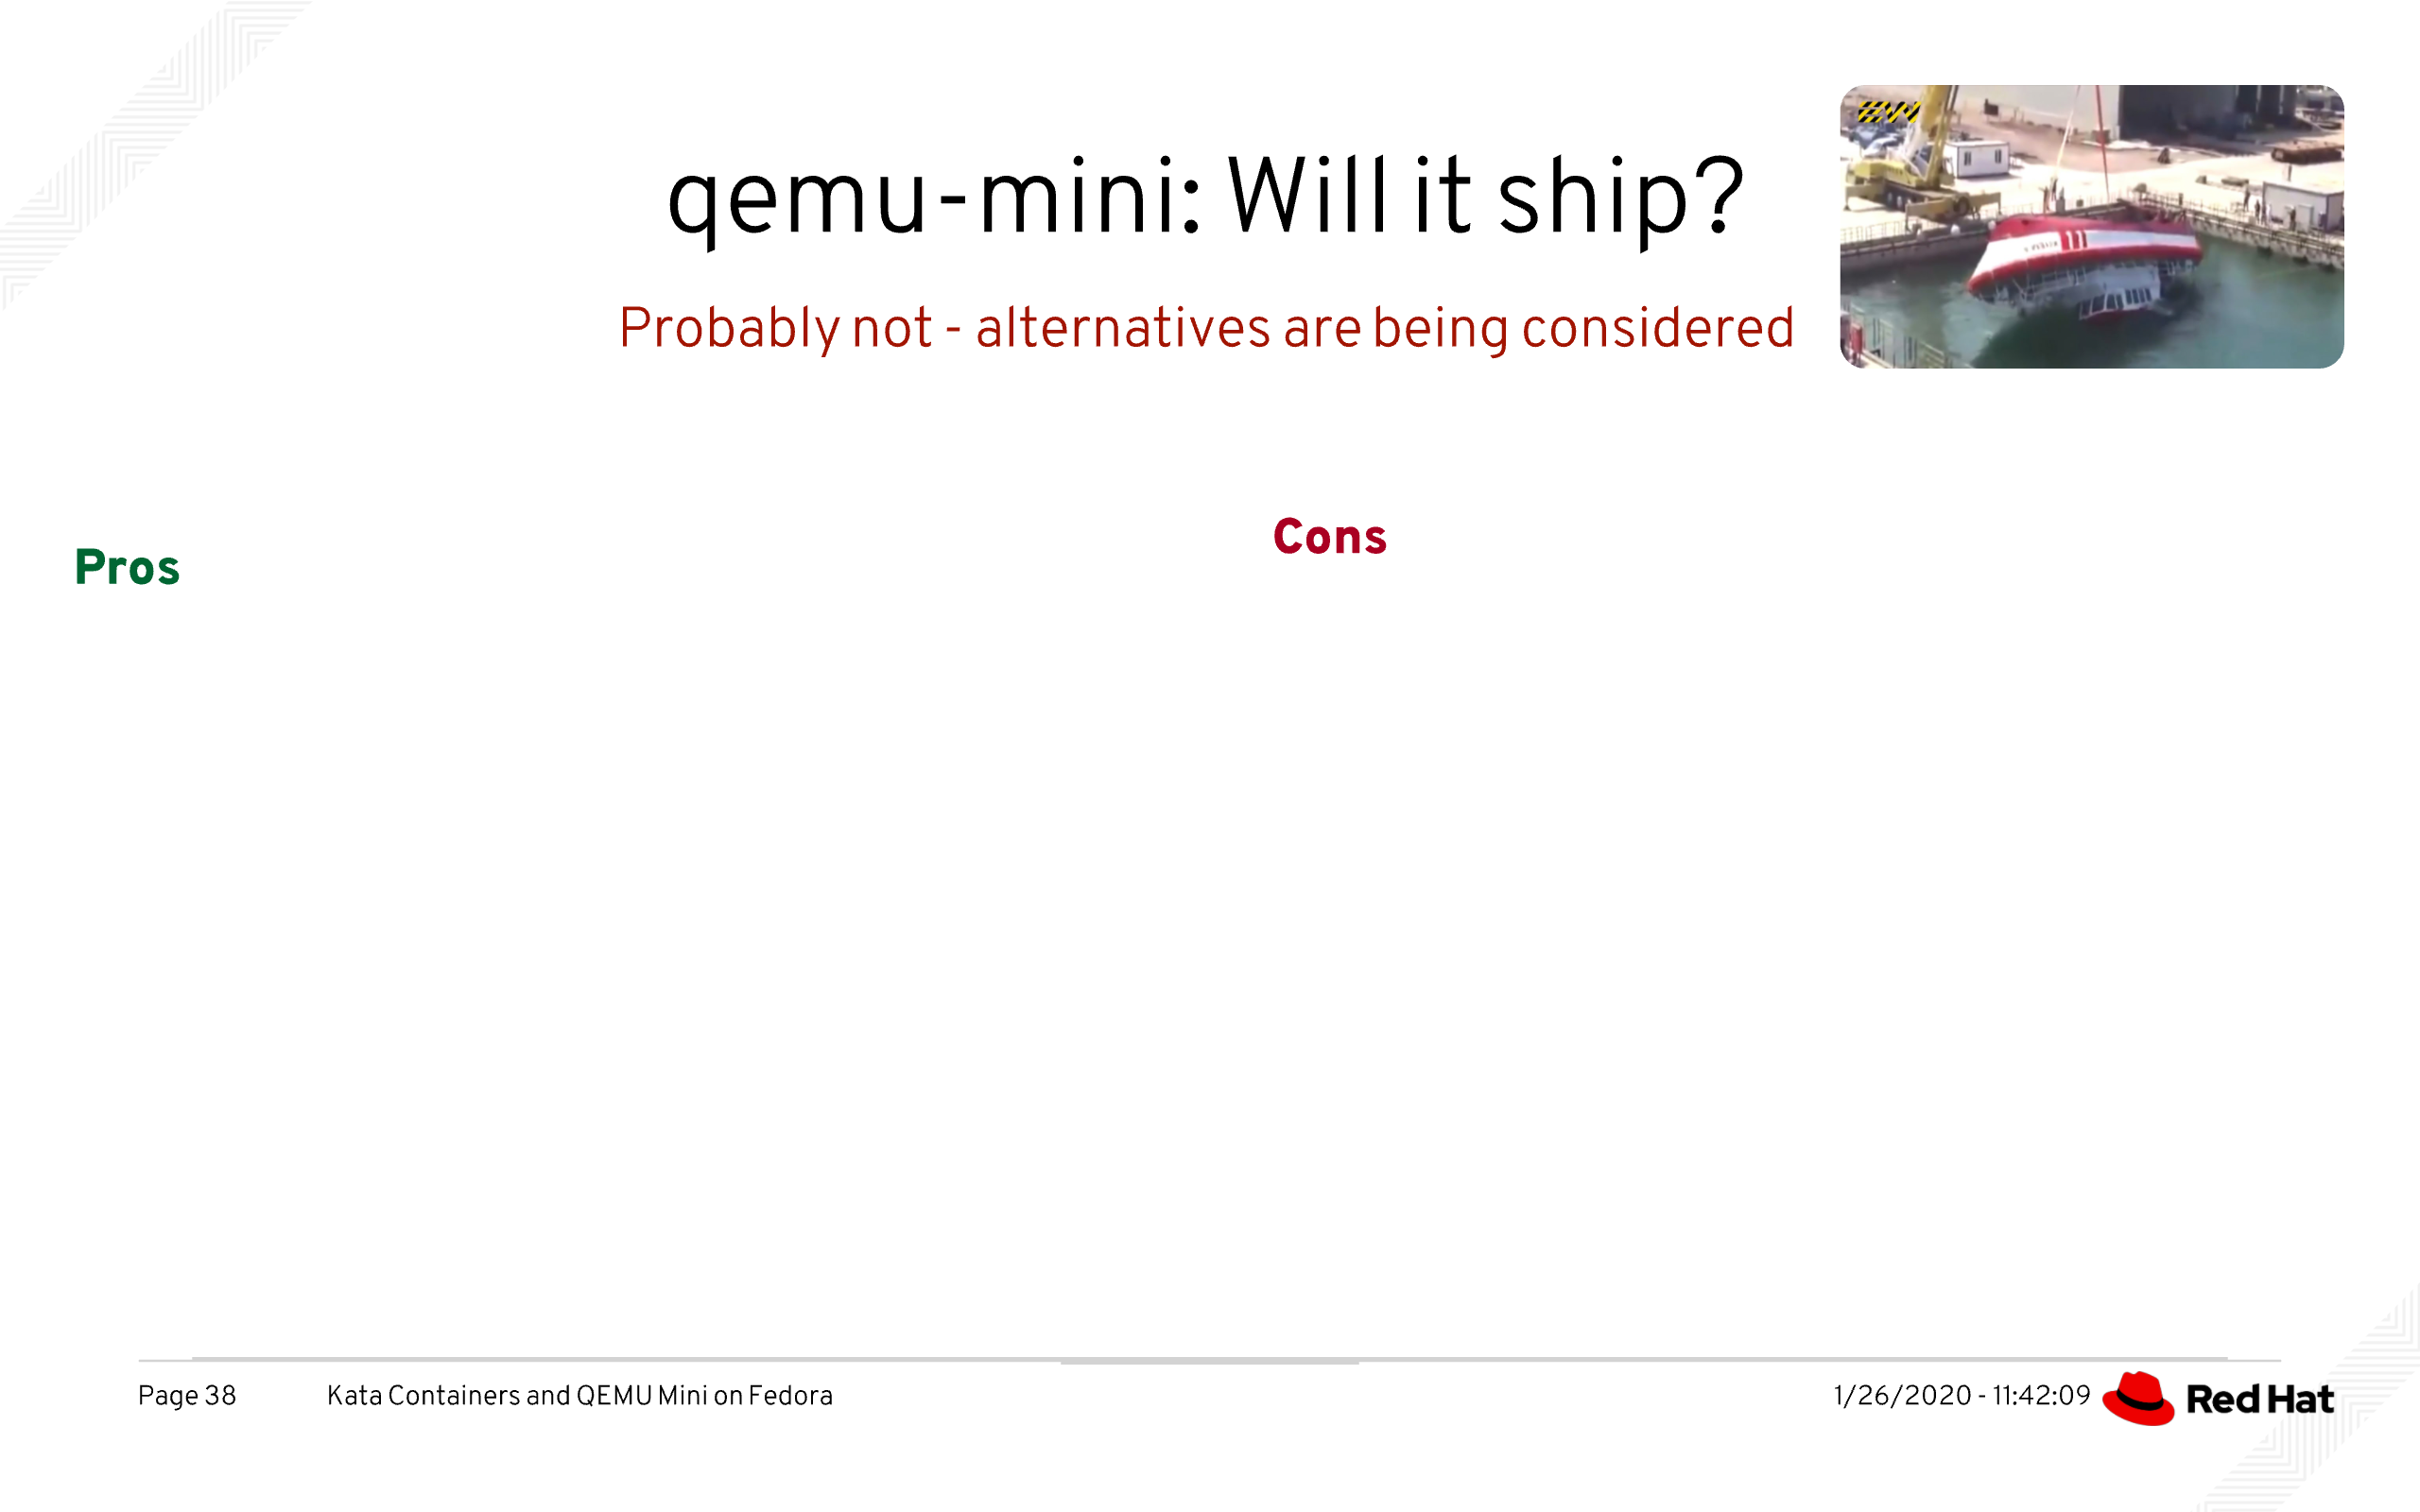 qemu-mini: Will it ship?
Probably not - alternatives are being considered
Pros
Cons
Page 38
Kata Containers and QEMU Mini on Fedora
1/26/2020 - 11:42:09
Red Hat